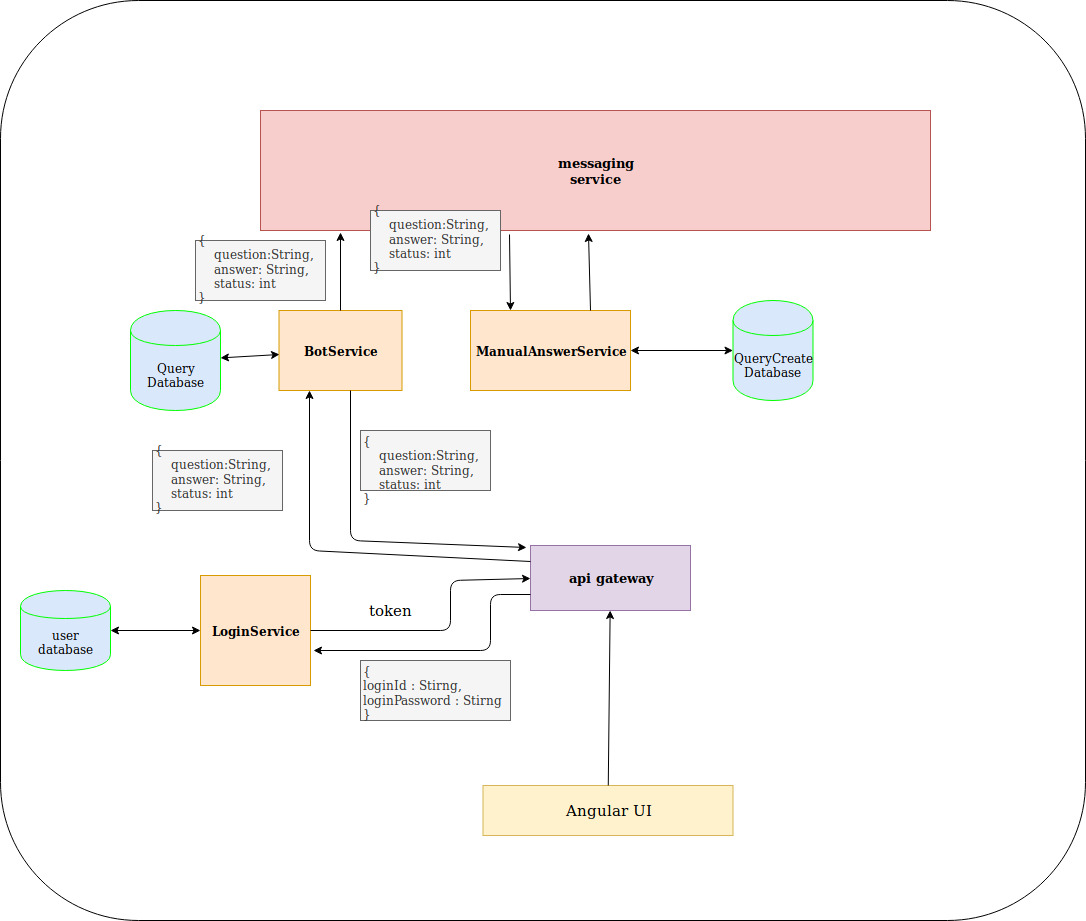 messaging
service
{
question:String,
answer: String,
status: int
}
{
question:String,
answer: String,
status: int
}
Query
Database
BotService
ManualAnswerService
QueryCreate
Database
{
question:String,
answer: String,
status: int
}
{
question:String,
answer: String,
status: int
}
api gateway
user
database
LoginService
token
{
loginId : Stirng,
loginPassword : Stirng
}
Angular UI